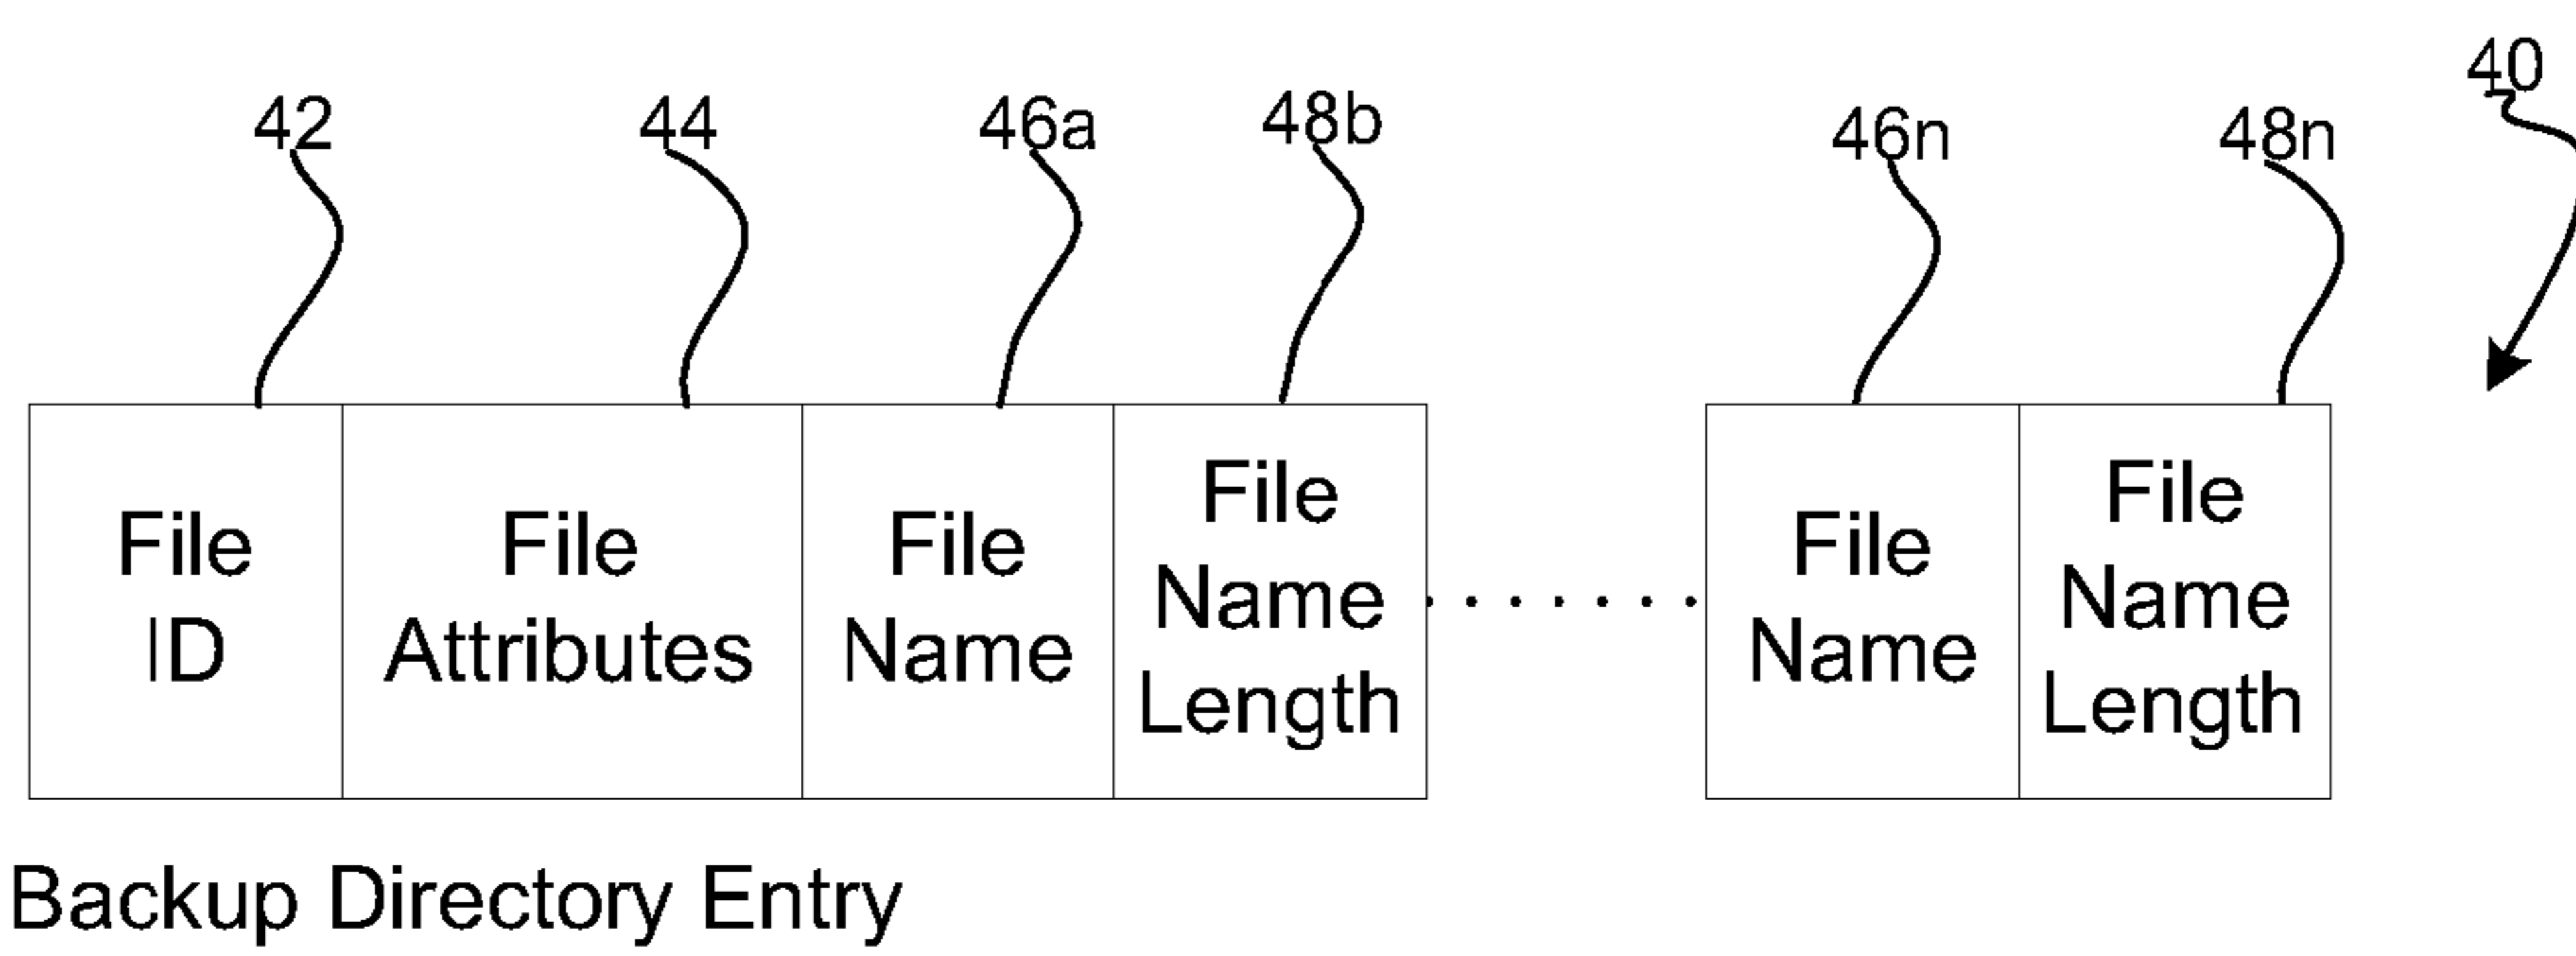 40
42 44 46a 48b 46n 48n
File
ID
File
Attributes
File
Name
File
Name
Length
File
Name
File
Name
Length
Backup Directory Entry